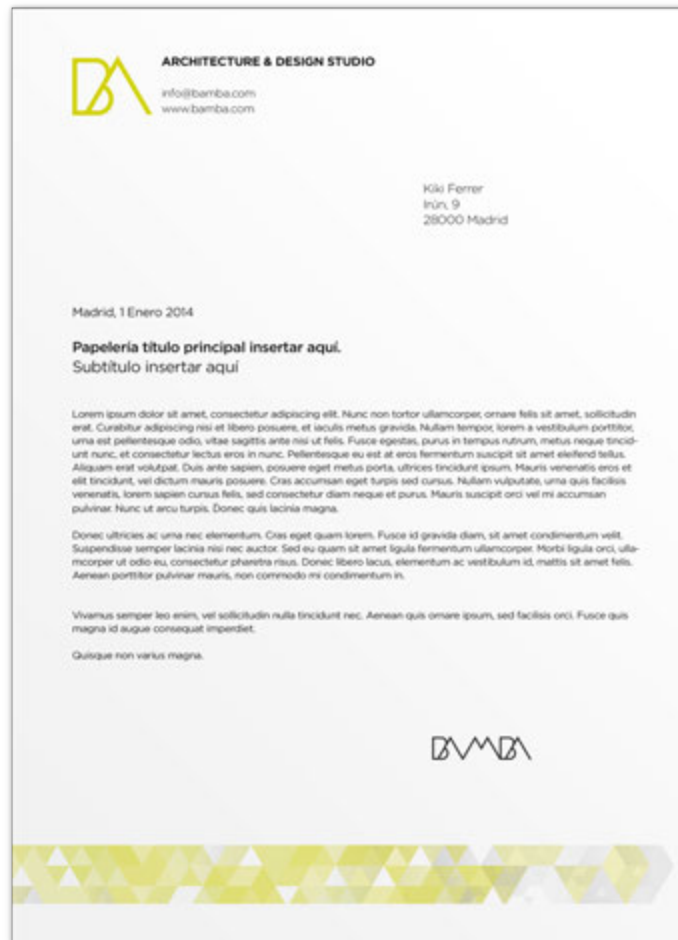 BA
ARCHITECTURE & DESIGN STUDIO
info@bamba.com
www.bamba.com
Kiki Ferrer
Irún, 9
28000 Madrid
Madrid, 1 Enero 2014
Papelería título principal insertar aquí.
Subtítulo insertar aquí
Lorem ipsum dolor sit amet, consectetur adipiscing elit. Nunc non tortor ullamcorper, ornare felis sit amet, sollicitudin
erat. Curabitur adipiscing nisi et libero posuere, et iaculis metus gravida. Nullam tempor, lorem a vestibulum porttitor,
urna est pellentesque odio, vitae sagittis ante nisi ut felis. Fusce egestas, purus in tempus rutrum, metus neque tincid-
unt nunc, et consectetur lectus eros in nunc. Pellentesque eu est at eros fermentum suscipit sit amet eleifend tellus.
Aliquam erat volutpat. Duis ante sapien, posuere eget metus porta, ultrices tincidunt ipsum. Mauris venenatis eros et
elit tincidunt, vel dictum mauris posuere. Cras accumsan eget turpis sed cursus. Nullam vulputate, urna quis facilisis
venenatis, lorem sapien cursus felis, sed consectetur diam neque et purus. Mauris suscipit orci vel mi accumsan
pulvinar. Nunc ut arcu turpis. Donec quis lacinia magna.
Donec ultricies ac urna nec elementum. Cras eget quam lorem. Fusce id gravida diam, sit amet condimentum velit.
Suspendisse semper lacinia nisi nec auctor. Sed eu quam sit amet ligula fermentum ullamcorper. Morbi ligula orci, ulla-
mcorper ut odio eu, consectetur pharetra risus. Donec libero lacus, elementum ac vestibulum id, mattis sit amet felis.
Aenean porttitor pulvinar mauris, non commodo mi condimentum in.
Vivamus semper leo enim, vel sollicitudin nulla tincidunt nec. Aenean quis ornare ipsum, sed facilisis orci. Fusce quis
magna id augue consequat imperdiet.
Quisque non varius magna.
BAMBA